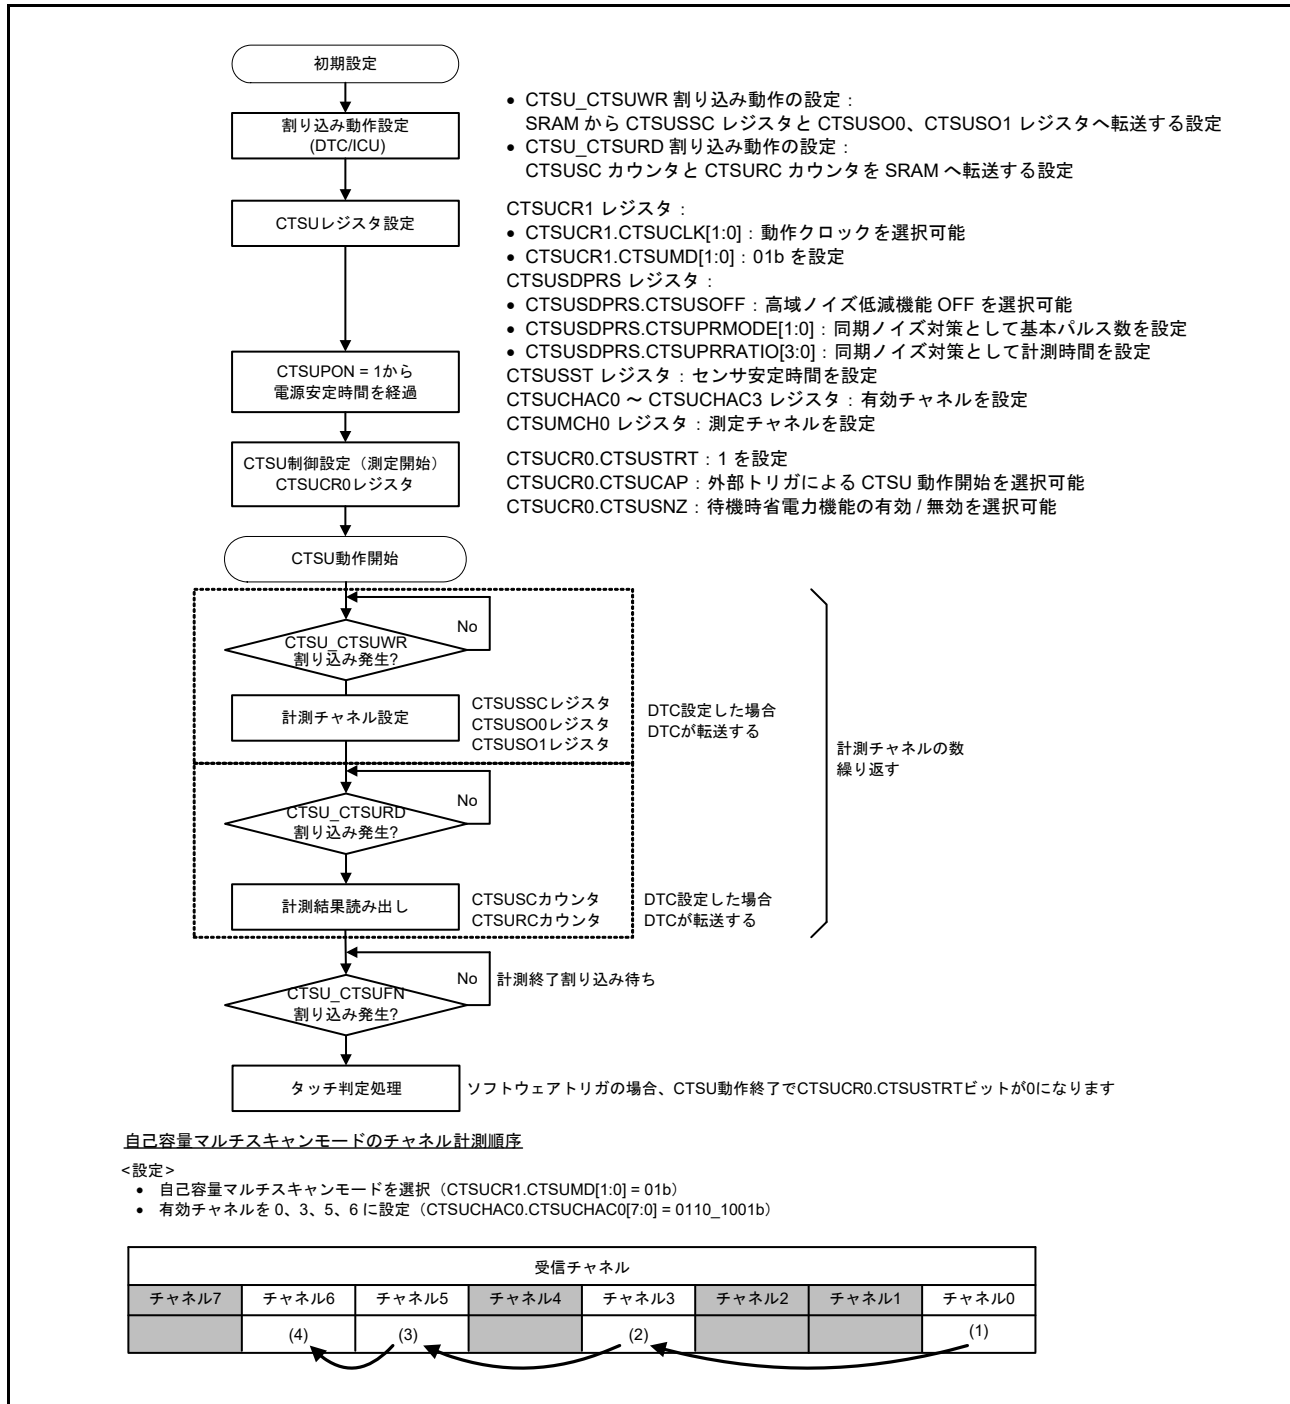 初期設定
割り込み動作設定
(DTC/ICU)
• CTSU_CTSUWR 割り込み動作の設定：
SRAM から CTSUSSC レジスタと CTSUSO0、CTSUSO1 レジスタへ転送する設定
• CTSU_CTSURD 割り込み動作の設定：
CTSUSC カウンタと CTSURC カウンタを SRAM へ転送する設定
CTSUレジスタ設定
CTSUCR1 レジスタ：
• CTSUCR1.CTSUCLK[1:0]：動作クロックを選択可能
• CTSUCR1.CTSUMD[1:0]：01b を設定
CTSUSDPRS レジスタ：
• CTSUSDPRS.CTSUSOFF：高域ノイズ低減機能 OFF を選択可能
• CTSUSDPRS.CTSUPRMODE[1:0]：同期ノイズ対策として基本パルス数を設定
• CTSUSDPRS.CTSUPRRATIO[3:0]：同期ノイズ対策として計測時間を設定
CTSUSST レジスタ：センサ安定時間を設定
CTSUCHAC0 ～ CTSUCHAC3 レジスタ：有効チャネルを設定
CTSUMCH0 レジスタ：測定チャネルを設定
CTSUPON = 1から
電源安定時間を経過
CTSU制御設定（測定開始）
CTSUCR0レジスタ
CTSUCR0.CTSUSTRT：1 を設定
CTSUCR0.CTSUCAP：外部トリガによる CTSU 動作開始を選択可能
CTSUCR0.CTSUSNZ：待機時省電力機能の有効 / 無効を選択可能
CTSU動作開始
CTSU_CTSUWR
割り込み発生?
No
計測チャネル設定
CTSUSSCレジスタ
CTSUSO0レジスタ
CTSUSO1レジスタ
DTC設定した場合
DTCが転送する
計測チャネルの数
繰り返す
CTSU_CTSURD
割り込み発生?
No
計測結果読み出し
CTSUSCカウンタ
CTSURCカウンタ
DTC設定した場合
DTCが転送する
CTSU_CTSUFN
割り込み発生?
No
計測終了割り込み待ち
タッチ判定処理
ソフトウェアトリガの場合、CTSU動作終了でCTSUCR0.CTSUSTRTビットが0になります
自己容量マルチスキャンモードのチャネル計測順序
<設定>
• 自己容量マルチスキャンモードを選択（CTSUCR1.CTSUMD[1:0] = 01b）
• 有効チャネルを 0、3、5、6 に設定（CTSUCHAC0.CTSUCHAC0[7:0] = 0110_1001b）
受信チャネル
チャネル7 チャネル6 チャネル5 チャネル4 チャネル3 チャネル2 チャネル1 チャネル0
(4) (3) (2) (1)